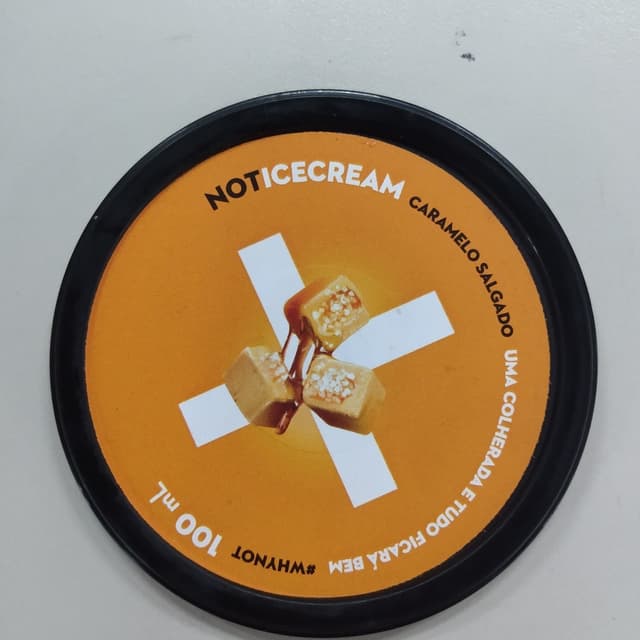 NOTICECREAM
CARAMELO SALGADO
UMA COLHERADA E TUDO FICARÁ BEM
#WHYNOT
100 mL